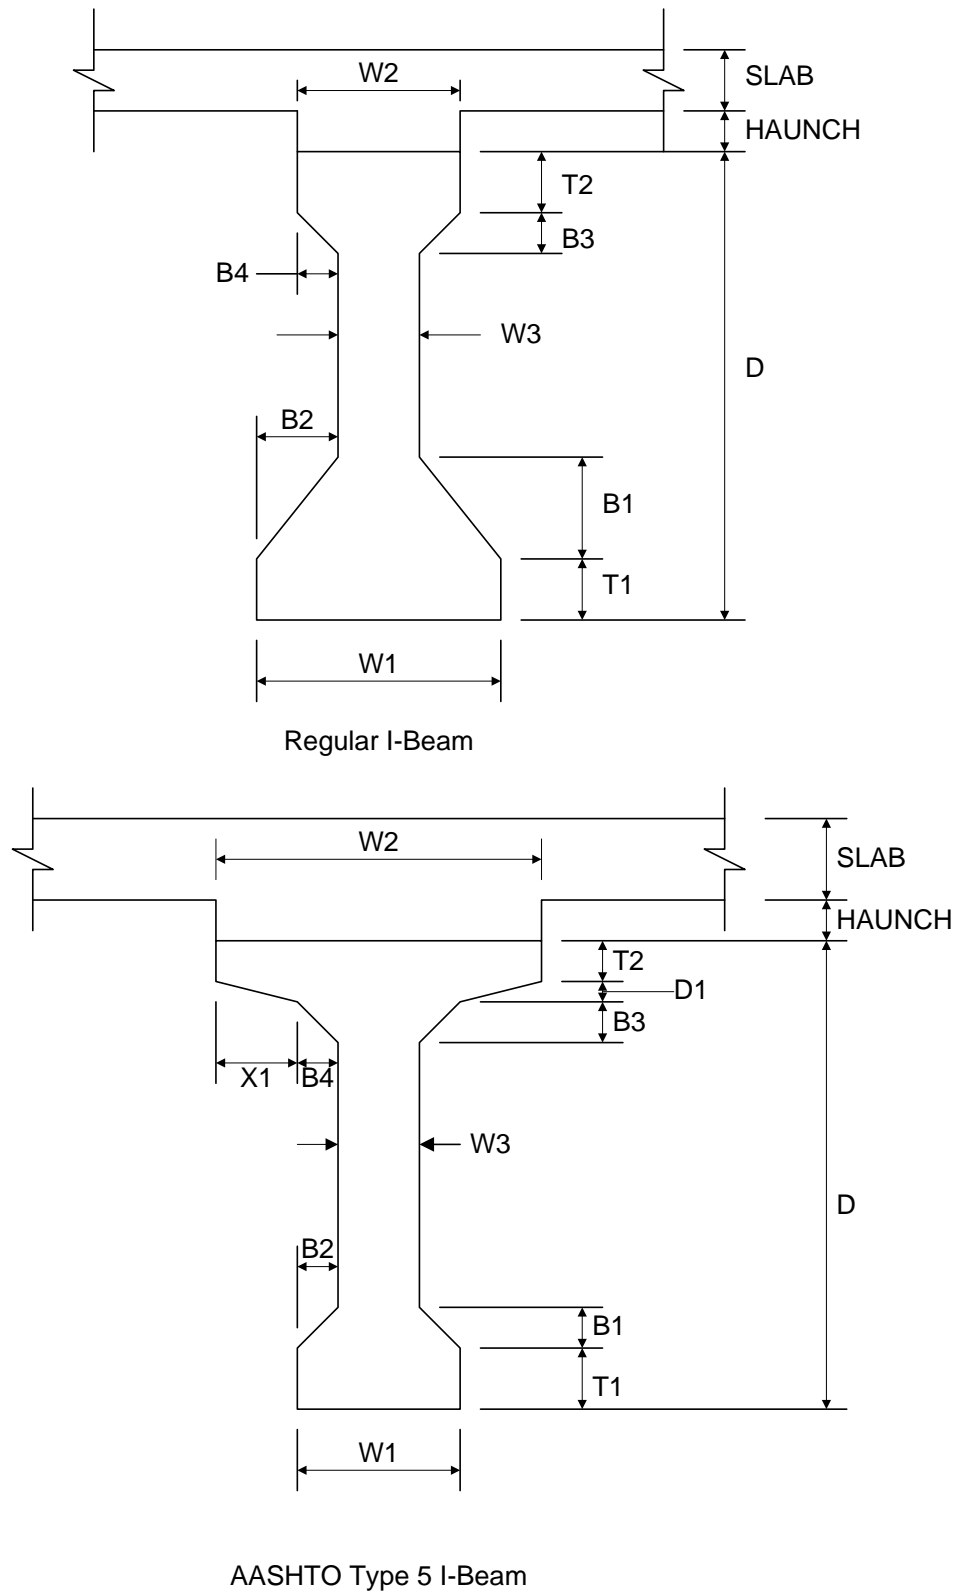 W2
SLAB
HAUNCH
T2
B3
B4
W3
D
B2
B1
T1
W1
Regular I-Beam
W2
SLAB
HAUNCH
T2
D1
B3
X1
B4
W3
D
B2
B1
T1
W1
AASHTO Type 5 I-Beam